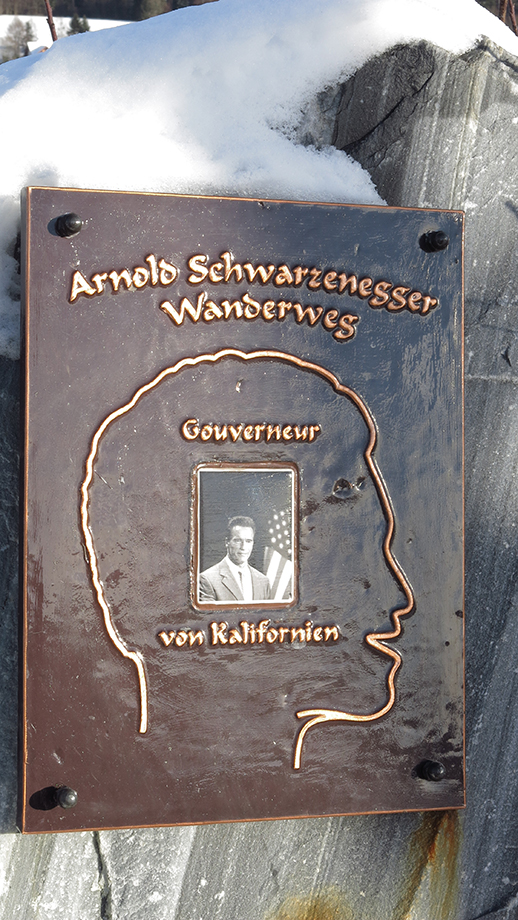 Arnold Schwarzenegger
Wanderweg
Gouverneur
von Kalifornien